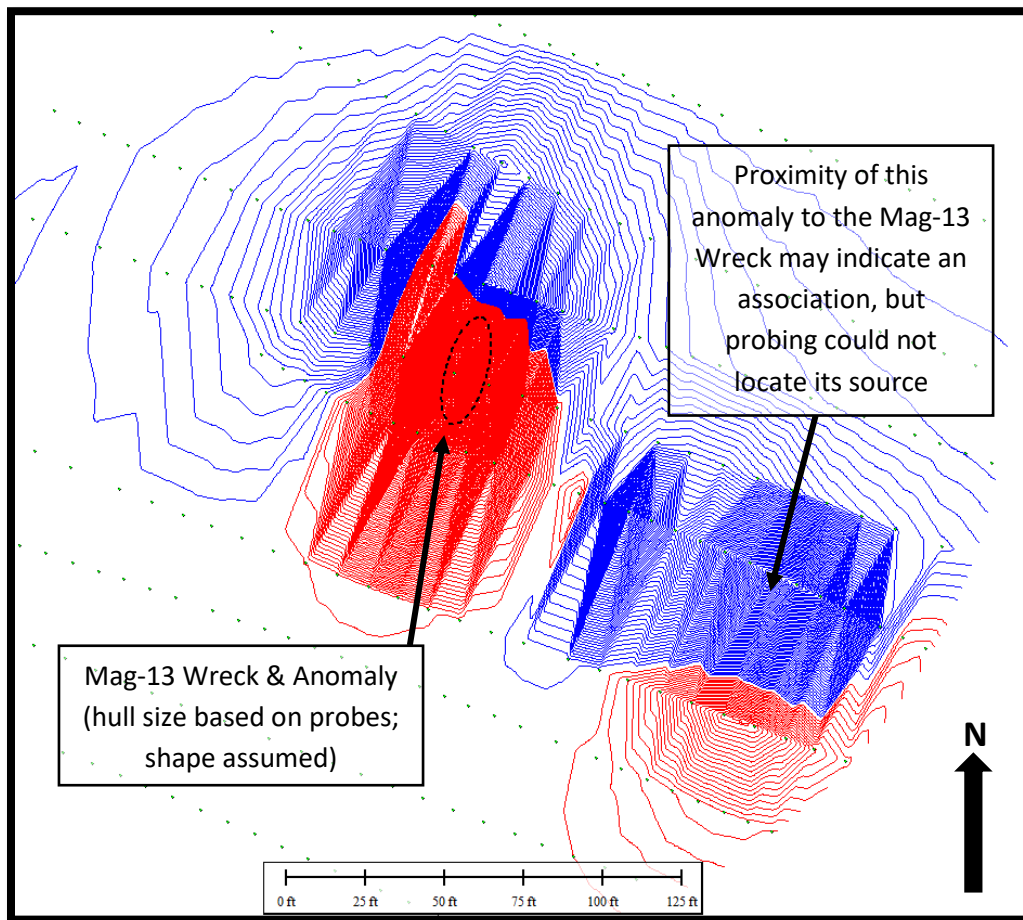 Proximity of this
anomaly to the Mag-13
Wreck may indicate an
association, but
probing could not
locate its source
Mag-13 Wreck & Anomaly
(hull size based on probes;
shape assumed)
N
0 ft 25 ft 50 ft 75 ft 100 ft 125 ft